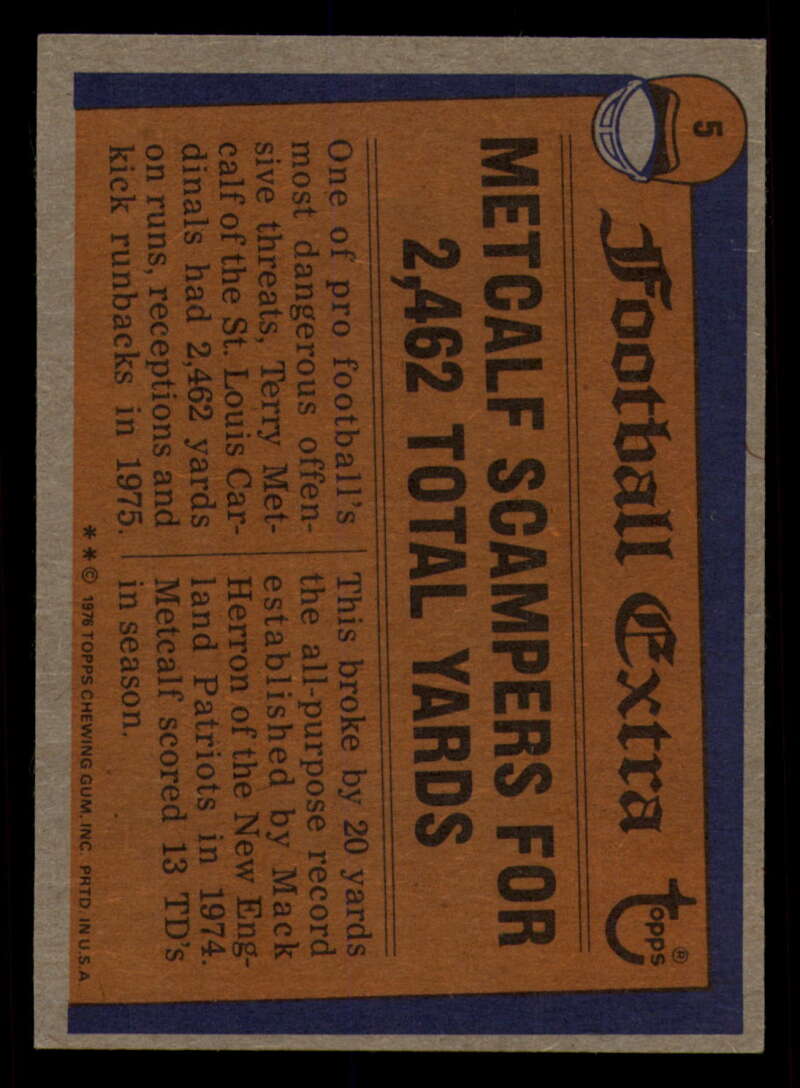 5
Football Extra
topps®
METCALF SCAMPERS FOR
2,462 TOTAL YARDS
One of pro football's
most dangerous offen-
sive threats, Terry Met-
calf of the St. Louis Car-
dinals had 2,462 yards
on runs, receptions and
kick runbacks in 1975.
This broke by 20 yards
the all-purpose record
established by Mack
Herron of the New Eng-
land Patriots in 1974.
Metcalf scored 13 TD's
in season.
**© 1976 TOPPS CHEWING GUM, INC. PRTD. IN U.S.A